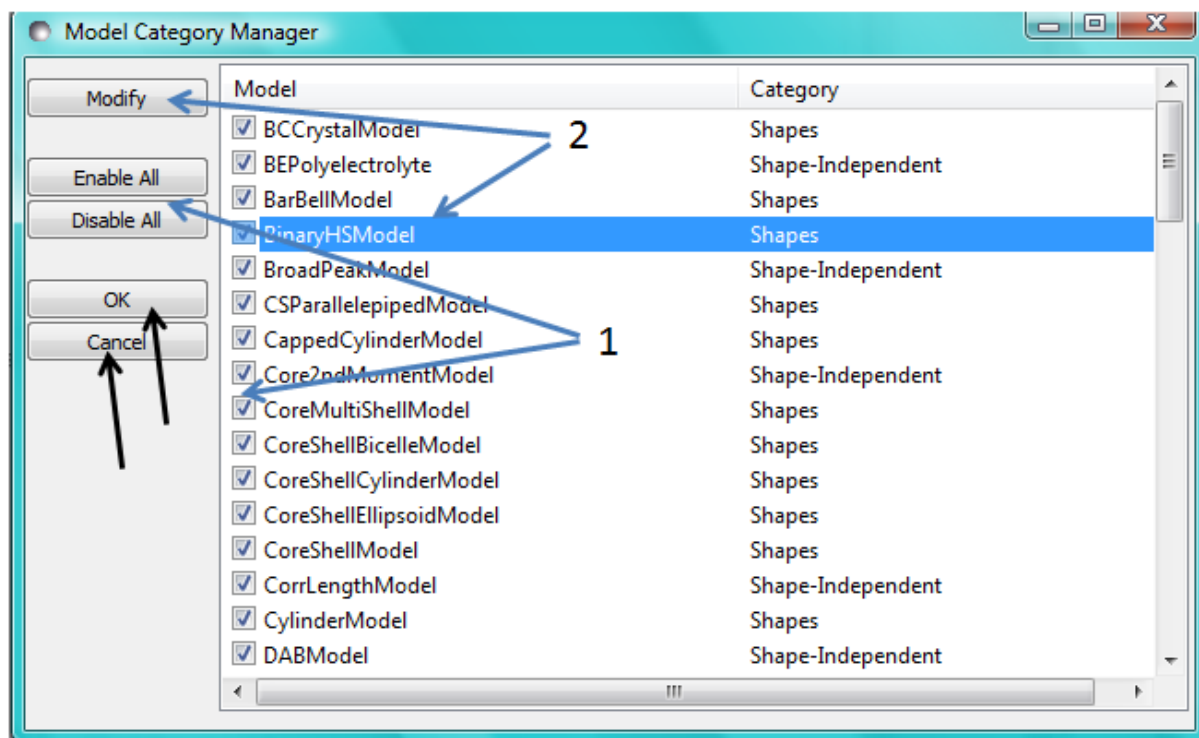 Model Category Manager
Modify
Enable All
Disable All
OK
Cancel
Model Category
BCCrystalModel Shapes
BEPolyelectrolyte Shape-Independent
BarBellModel Shapes
BinaryHSModel Shapes
BroadPeakModel Shape-Independent
CSParallelepipedModel Shapes
CappedCylinderModel Shapes
Core2ndMomentModel Shape-Independent
CoreMultiShellModel Shapes
CoreShellBicelleModel Shapes
CoreShellCylinderModel Shapes
CoreShellEllipsoidModel Shapes
CoreShellModel Shapes
CorrLengthModel Shape-Independent
CylinderModel Shapes
DABModel Shape-Independent
2
1